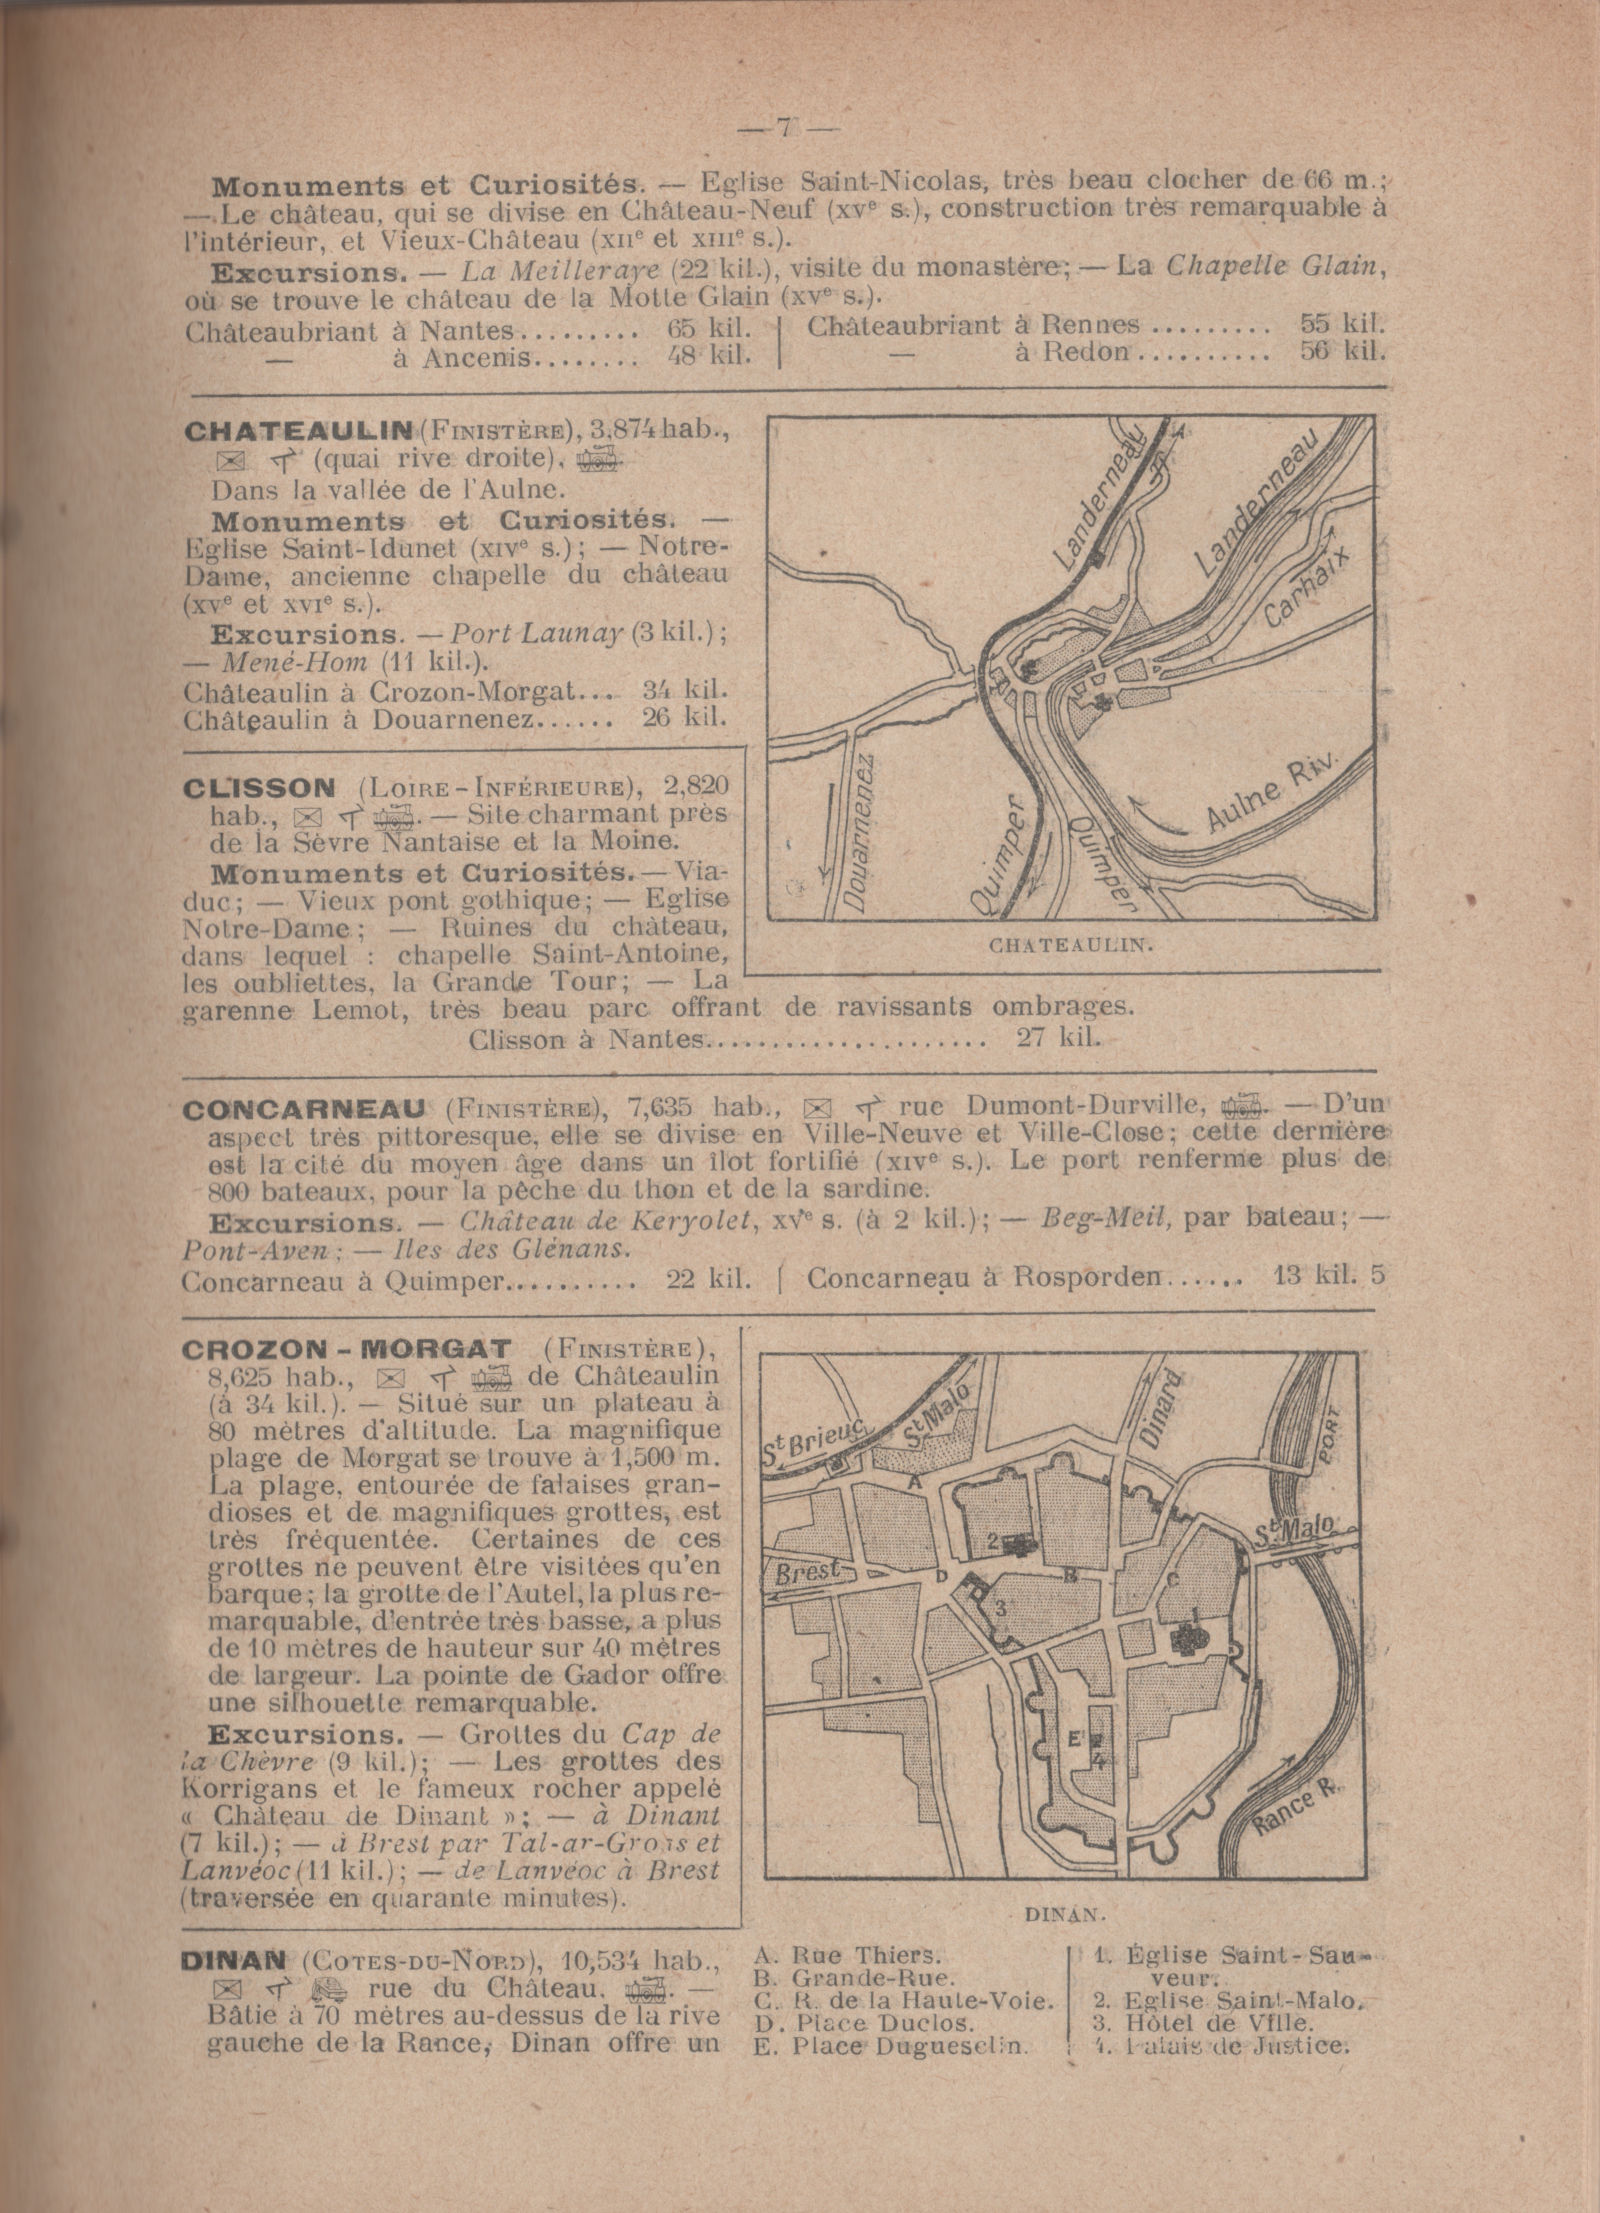 — 7 —
Monuments et Curiosités. — Eglise Saint-Nicolas, très beau clocher de 66 m.;
— Le château, qui se divise en Château-Neuf (XVe s.), construction très remarquable à
l'intérieur, et Vieux-Château (XIIe et XIIIe s.).
Excursions. — La Meilleraye (22 kil.), visite du monastère; — La Chapelle Glain,
où se trouve le château de la Motte Glain (XVe s.).
Châteaubriant à Nantes......... 65 kil. | Châteaubriant à Rennes ......... 55 kil.
— à Ancenis........ 48 kil. | — à Redon.......... 56 kil.
CHATEAULIN (FINISTÈRE), 3,874 hab.,
(quai rive droite),
Dans la vallée de l'Aulne.
Monuments et Curiosités. —
Eglise Saint-Idunet (XIVe s.); — Notre-
Dame, ancienne chapelle du château
(XVe et XVIe s.).
Excursions. — Port Launay (3 kil.);
— Mené-Hom (11 kil.).
Châteaulin à Crozon-Morgat... 34 kil.
Châteaulin à Douarnenez...... 26 kil.
Landerneau
Landerneau
Carhaix
Aulne Riv.
Douarnenez
Quimper
Quimper
CHATEAULIN.
CLISSON (LOIRE-INFÉRIEURE), 2,820
hab., — Site charmant près
de la Sèvre Nantaise et la Moine.
Monuments et Curiosités. — Via-
duc; — Vieux pont gothique; — Eglise
Notre-Dame; — Ruines du château,
dans lequel : chapelle Saint-Antoine,
les oubliettes, la Grande Tour; — La
garenne Lemot, très beau parc offrant de ravissants ombrages.
Clisson à Nantes...................... 27 kil.
CONCARNEAU (FINISTÈRE), 7,635 hab., rue Dumont-Durville, — D'un
aspect très pittoresque, elle se divise en Ville-Neuve et Ville-Close; cette dernière
est la cité du moyen âge dans un îlot fortifié (XIVe s.). Le port renferme plus de
800 bateaux, pour la pêche du thon et de la sardine.
Excursions. — Château de Keryolet, XVe s. (à 2 kil.); — Beg-Meil, par bateau; —
Pont-Aven; — Iles des Glénans.
Concarneau à Quimper.......... 22 kil. | Concarneau à Rosporden...... 13 kil. 5
CROZON-MORGAT (FINISTÈRE),
8,625 hab., de Châteaulin
(à 34 kil.). — Situé sur un plateau à
80 mètres d'altitude. La magnifique
plage de Morgat se trouve à 1,500 m.
La plage, entourée de falaises gran-
dioses et de magnifiques grottes, est
très fréquentée. Certaines de ces
grottes ne peuvent être visitées qu'en
barque; la grotte de l'Autel, la plus re-
marquable, d'entrée très basse, a plus
de 10 mètres de hauteur sur 40 mètres
de largeur. La pointe de Gador offre
une silhouette remarquable.
Excursions. — Grottes du Cap de
la Chèvre (9 kil.); — Les grottes des
Korrigans et le fameux rocher appelé
« Château de Dinant »; — à Dinant
(7 kil.); — à Brest par Tal-ar-Grois et
Lanvéoc (11 kil.); — de Lanvéoc à Brest
(traversée en quarante minutes).
St Brieuc
St Malo
Dinard
PORT
A
2
St Malo
Brest
D
B
C
3
1
E
4
Rance R.
DINAN.
DINAN (COTES-DU-NORD), 10,534 hab.,
rue du Château, —
Bâtie à 70 mètres au-dessus de la rive
gauche de la Rance, Dinan offre un
A. Rue Thiers.
B. Grande-Rue.
C. R. de la Haute-Voie.
D. Place Duclos.
E. Place Duguesclin.
1. Église Saint-Sau-
veur.
2. Eglise Saint-Malo.
3. Hôtel de Ville.
4. Palais de Justice.